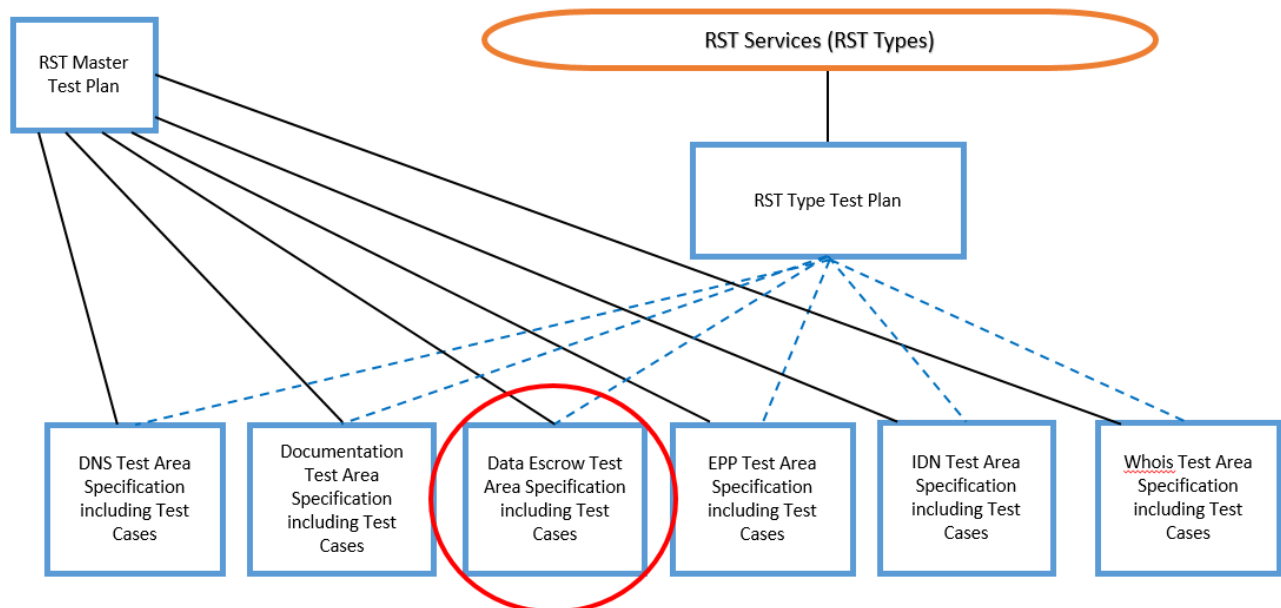 RST Services (RST Types)
RST Master
Test Plan
RST Type Test Plan
DNS Test Area
Specification
including Test
Cases
Documentation
Test Area
Specification
including Test
Cases
Data Escrow Test
Area Specification
including Test
Cases
EPP Test Area
Specification
including Test
Cases
IDN Test Area
Specification
including Test
Cases
Whois Test Area
Specification
including Test
Cases